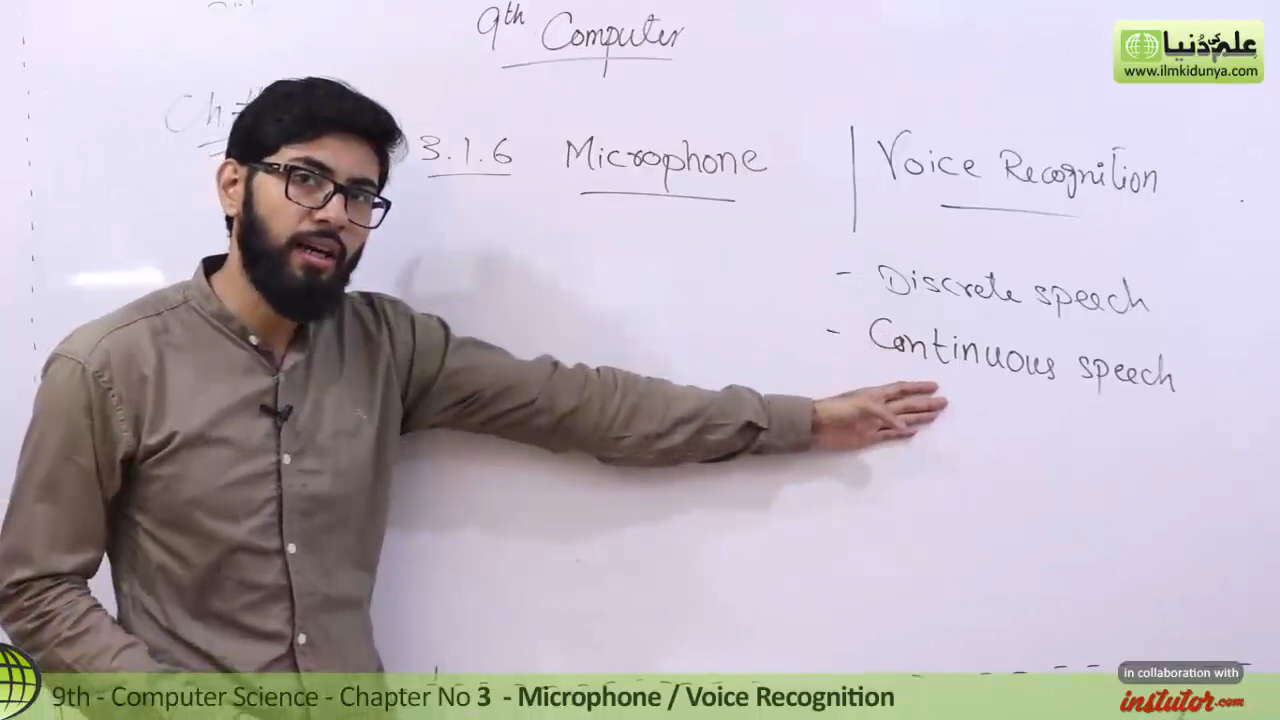 9th Computer
علم کی دُنیا
www.ilmkidunya.com
3.1.6 Microphone
Voice Recognition
- Discrete speech
- Continuous speech
in collaboration with
instutor.com
9th - Computer Science - Chapter No 3 - Microphone / Voice Recognition